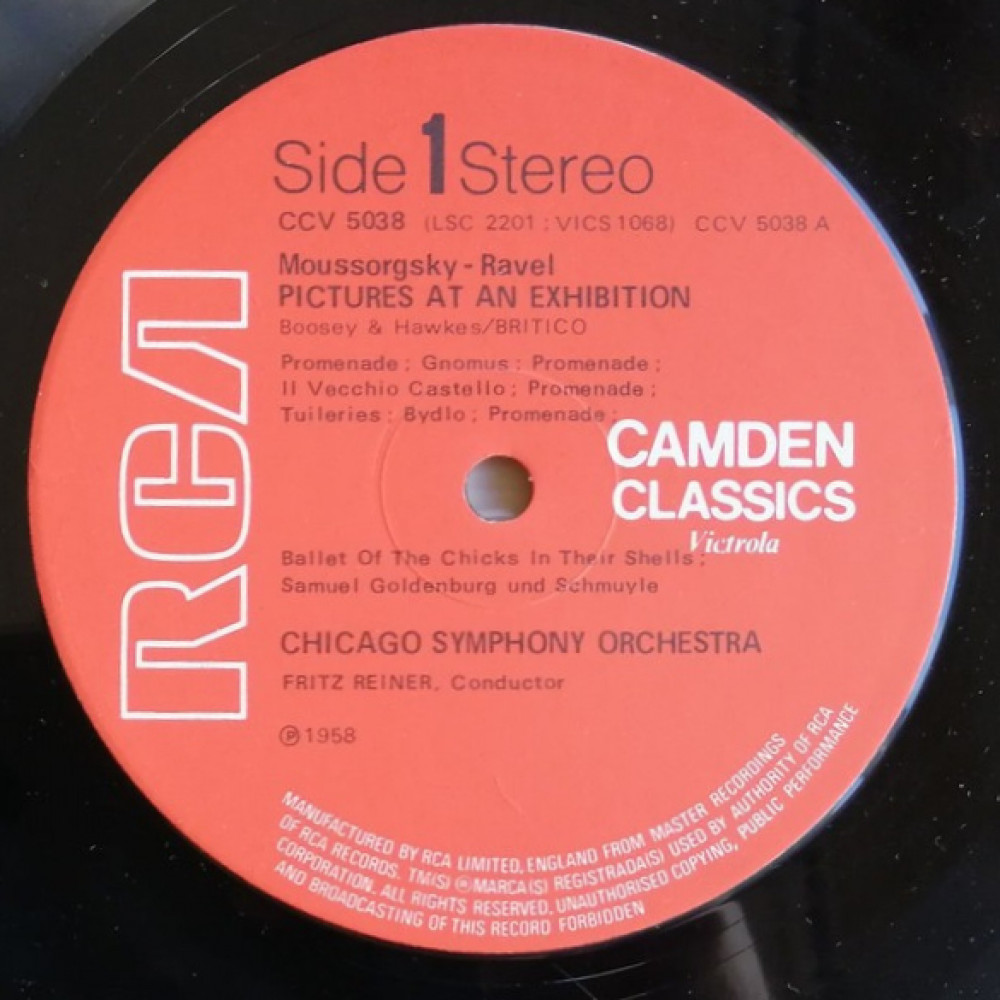 Side 1 Stereo
CCV 5038 (LSC 2201 : VICS 1068) CCV 5038 A
Moussorgsky - Ravel
PICTURES AT AN EXHIBITION
Boosey & Hawkes/BRITICO
Promenade ; Gnomus ; Promenade ;
Il Vecchio Castello ; Promenade ;
Tuileries ; Bydlo ; Promenade ;
RCA
CAMDEN
CLASSICS
Victrola
Ballet Of The Chicks In Their Shells ;
Samuel Goldenburg und Schmuyle
CHICAGO SYMPHONY ORCHESTRA
FRITZ REINER, Conductor
℗ 1958
MANUFACTURED BY RCA LIMITED, ENGLAND FROM MASTER RECORDINGS
OF RCA RECORDS. TM(S) ® MARCA(S) REGISTRADA(S) USED BY AUTHORITY OF RCA
CORPORATION. ALL RIGHTS RESERVED. UNAUTHORISED COPYING, PUBLIC PERFORMANCE
AND BROADCASTING OF THIS RECORD FORBIDDEN